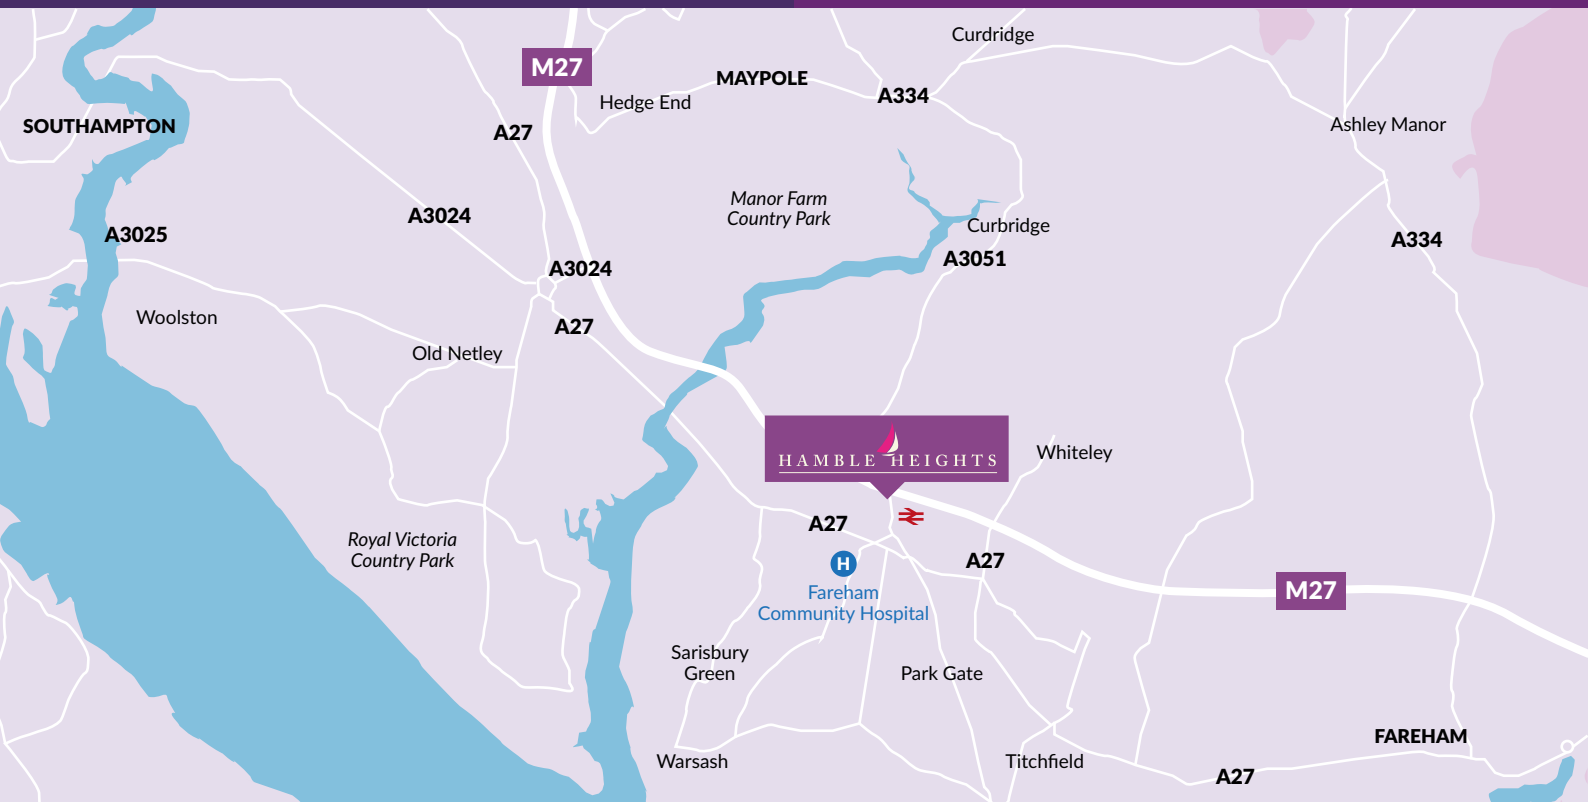 Curdridge
M27
MAYPOLE
A334
Hedge End
SOUTHAMPTON
A27
Ashley Manor
Manor Farm
Country Park
A3024
A3025
Curbridge
A334
A3051
A3024
Woolston
A27
Old Netley
HAMBLE HEIGHTS
Whiteley
A27
Royal Victoria
Country Park
H
A27
Fareham
Community Hospital
M27
Sarisbury
Green
Park Gate
FAREHAM
Warsash
Titchfield
A27